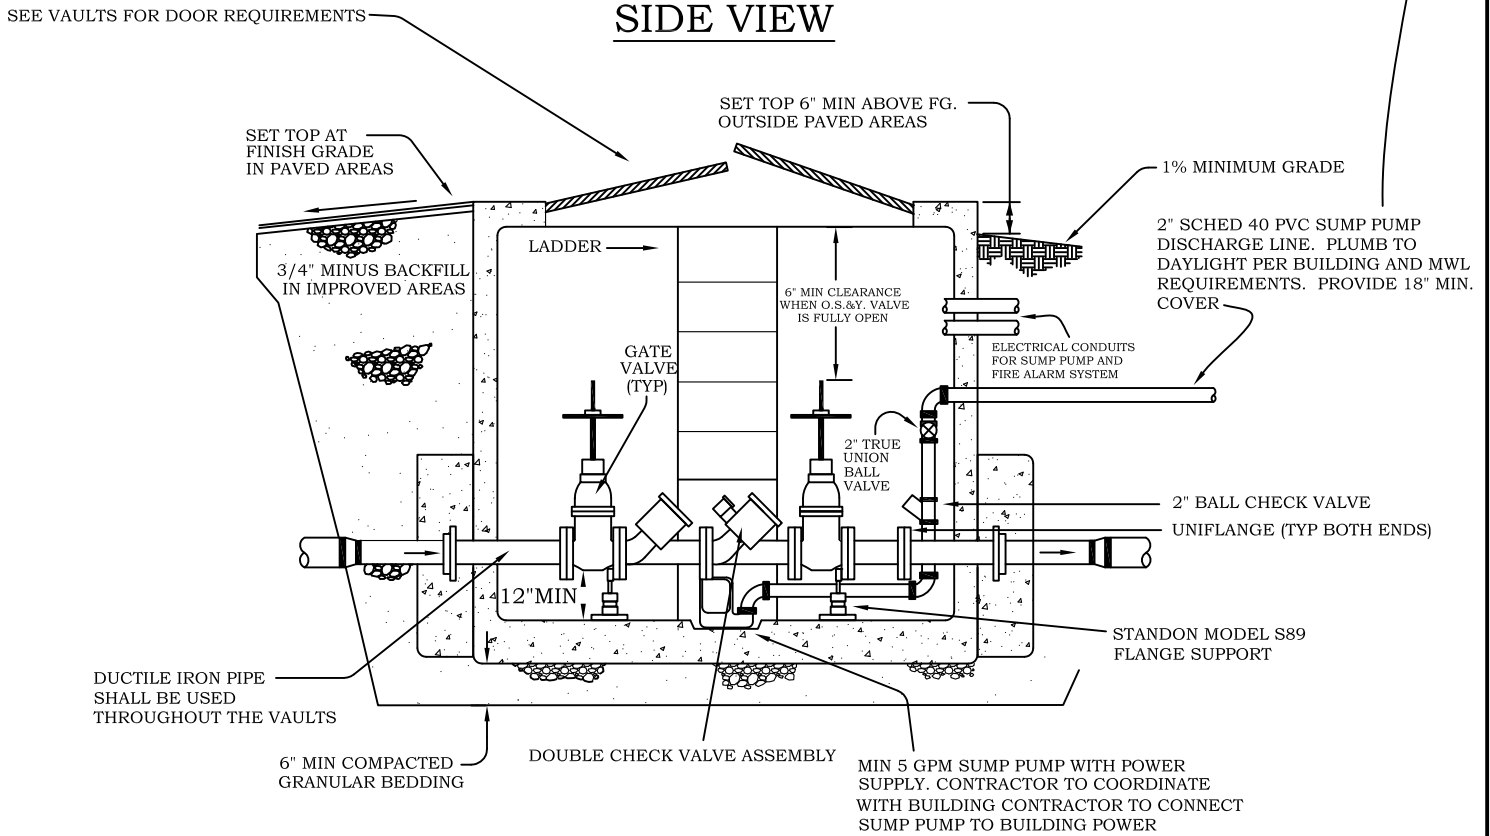 SEE VAULTS FOR DOOR REQUIREMENTS
SIDE VIEW
SET TOP 6" MIN ABOVE FG.
OUTSIDE PAVED AREAS
SET TOP AT
FINISH GRADE
IN PAVED AREAS
1% MINIMUM GRADE
2" SCHED 40 PVC SUMP PUMP
DISCHARGE LINE. PLUMB TO
DAYLIGHT PER BUILDING AND MWL
REQUIREMENTS. PROVIDE 18" MIN.
COVER
LADDER
3/4" MINUS BACKFILL
IN IMPROVED AREAS
6" MIN CLEARANCE
WHEN O.S.&Y. VALVE
IS FULLY OPEN
ELECTRICAL CONDUITS
FOR SUMP PUMP AND
FIRE ALARM SYSTEM
GATE
VALVE
(TYP)
2" TRUE
UNION
BALL
VALVE
2" BALL CHECK VALVE
UNIFLANGE (TYP BOTH ENDS)
12"MIN
STANDON MODEL S89
FLANGE SUPPORT
DUCTILE IRON PIPE
SHALL BE USED
THROUGHOUT THE VAULTS
6" MIN COMPACTED
GRANULAR BEDDING
DOUBLE CHECK VALVE ASSEMBLY
MIN 5 GPM SUMP PUMP WITH POWER
SUPPLY. CONTRACTOR TO COORDINATE
WITH BUILDING CONTRACTOR TO CONNECT
SUMP PUMP TO BUILDING POWER